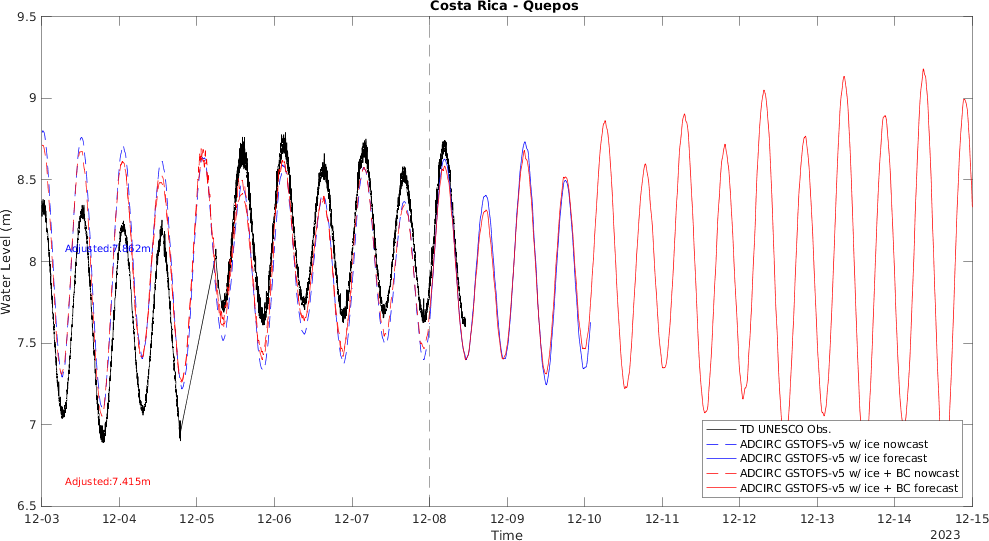 Costa Rica - Quepos
9.5
9
8.5
8
7.5
7
6.5
Water Level (m)
Adjusted:7.862m
Adjusted:7.415m
TD UNESCO Obs.
ADCIRC GSTOFS-v5 w/ ice nowcast
ADCIRC GSTOFS-v5 w/ ice forecast
ADCIRC GSTOFS-v5 w/ ice + BC nowcast
ADCIRC GSTOFS-v5 w/ ice + BC forecast
12-03 12-04 12-05 12-06 12-07 12-08 12-09 12-10 12-11 12-12 12-13 12-14 12-15
Time
2023